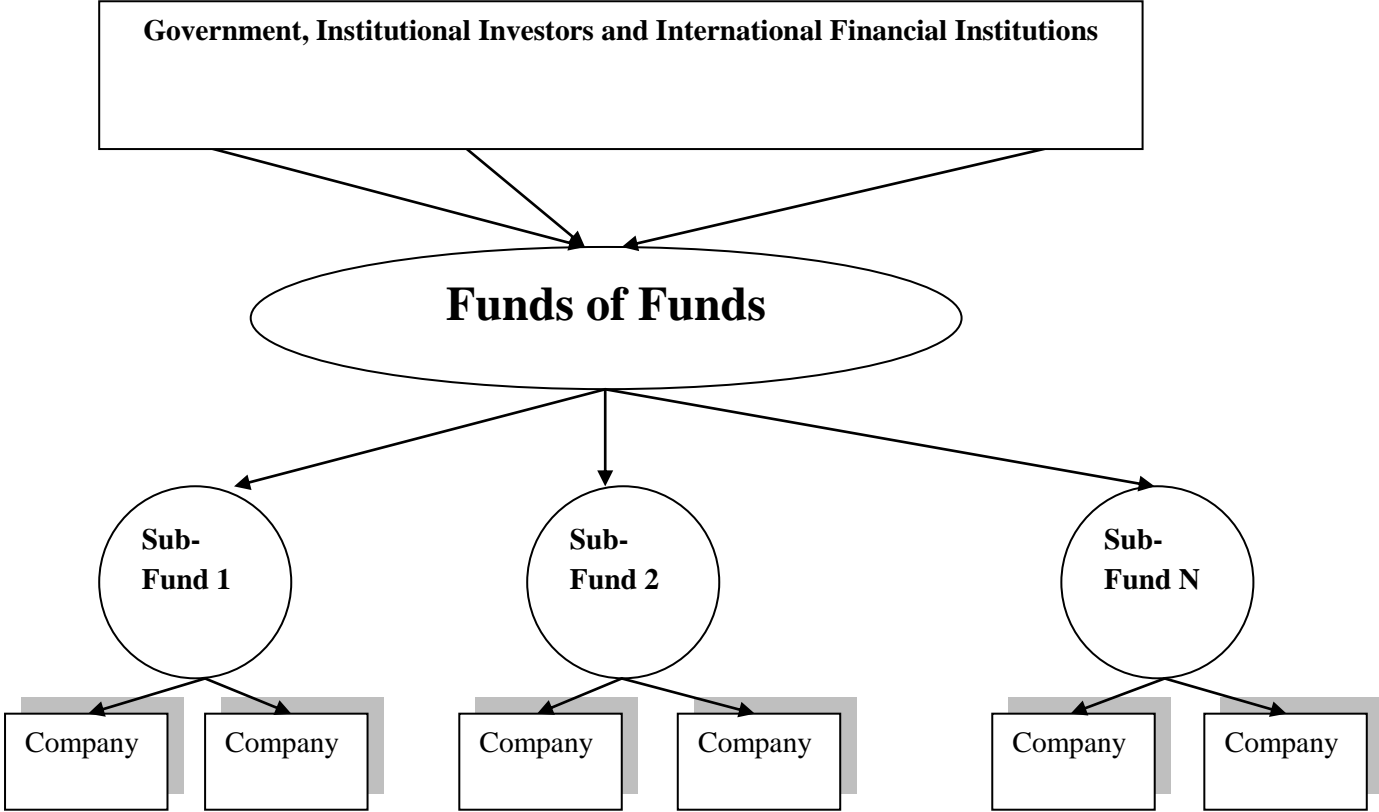 Government, Institutional Investors and International Financial Institutions
Funds of Funds
Sub-
Fund 1
Sub-
Fund 2
Sub-
Fund N
Company
Company
Company
Company
Company
Company